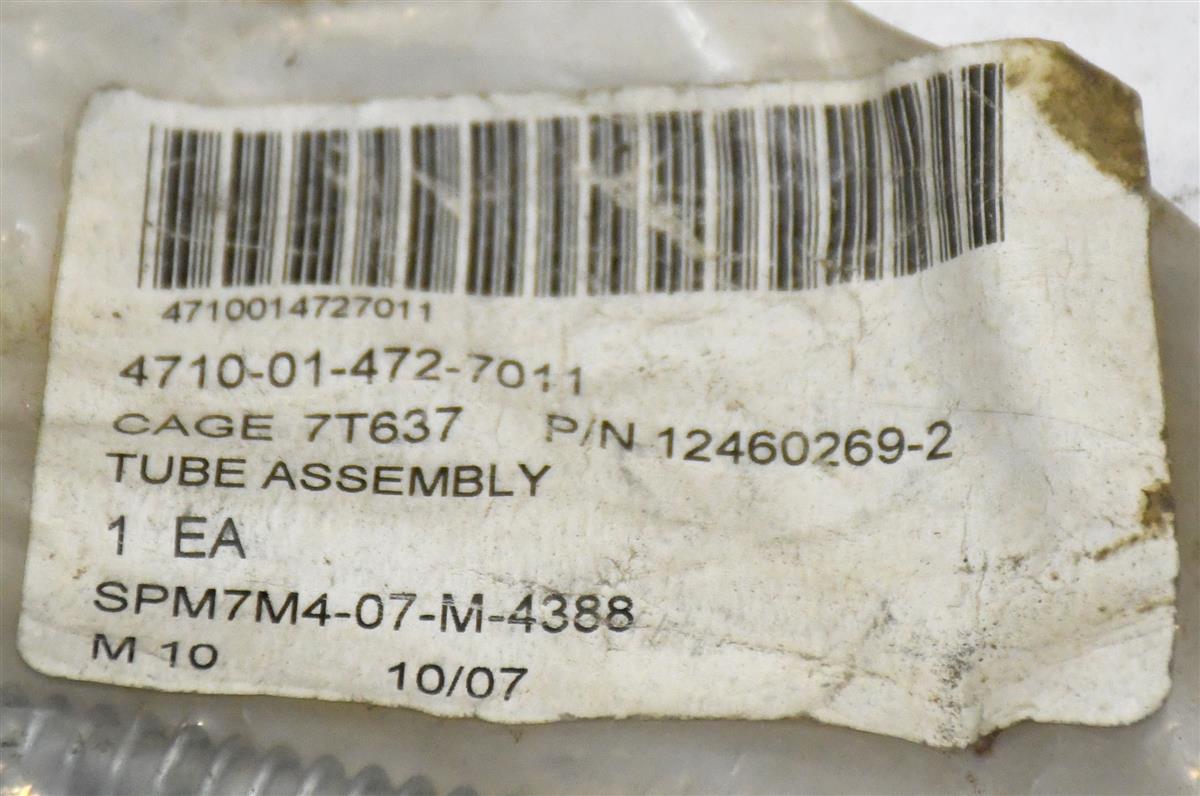 4710014727011
4710-01-472-7011
CAGE 7T637 P/N 12460269-2
TUBE ASSEMBLY
1 EA
SPM7M4-07-M-4388
M 10 10/07